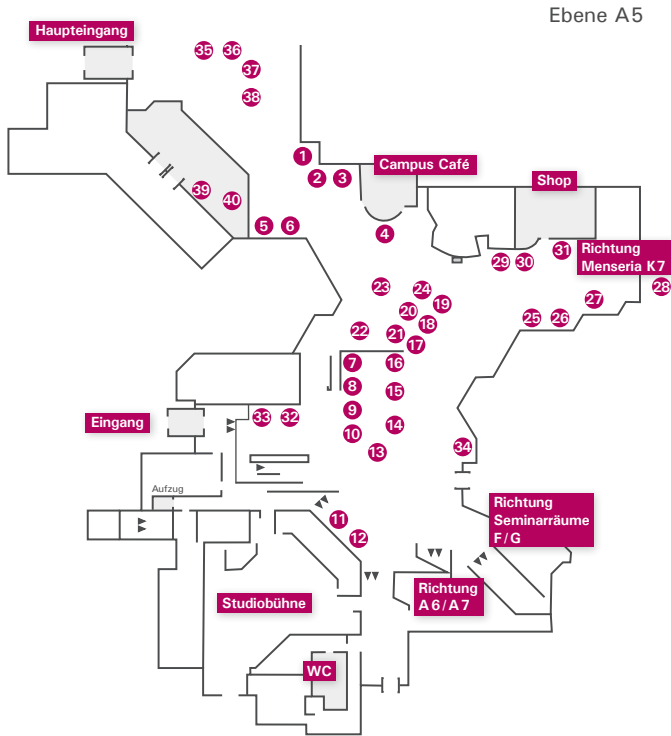 Ebene A5
Haupteingang
35
36
37
38
1
2
3
Campus Café
Shop
39
40
5
6
4
29
30
31
Richtung
Menseria K7
28
23
24
19
20
18
27
25
26
22
21
17
7
16
8
15
9
10
14
13
33
32
Eingang
34
Aufzug
11
12
Richtung
Seminarräume
F/G
Richtung
A6/A7
Studiobühne
WC